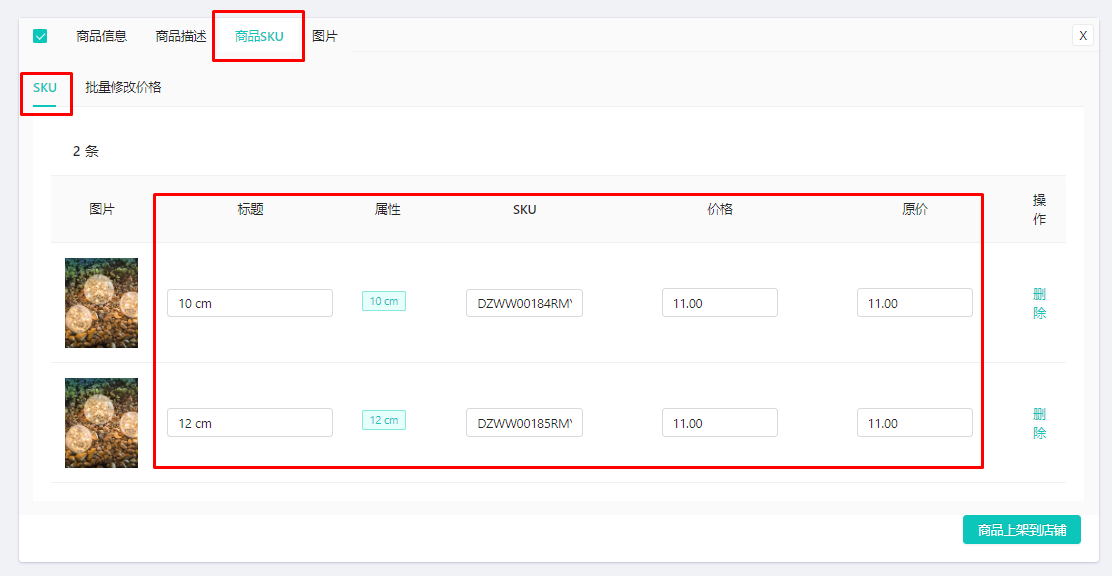 商品信息 商品描述 商品SKU 图片 X
SKU 批量修改价格
2 条
图片 标题 属性 SKU 价格 原价 操作
10 cm 10 cm DZWW00184RM 11.00 11.00 删除
12 cm 12 cm DZWW00185RM 11.00 11.00 删除
商品上架到店铺